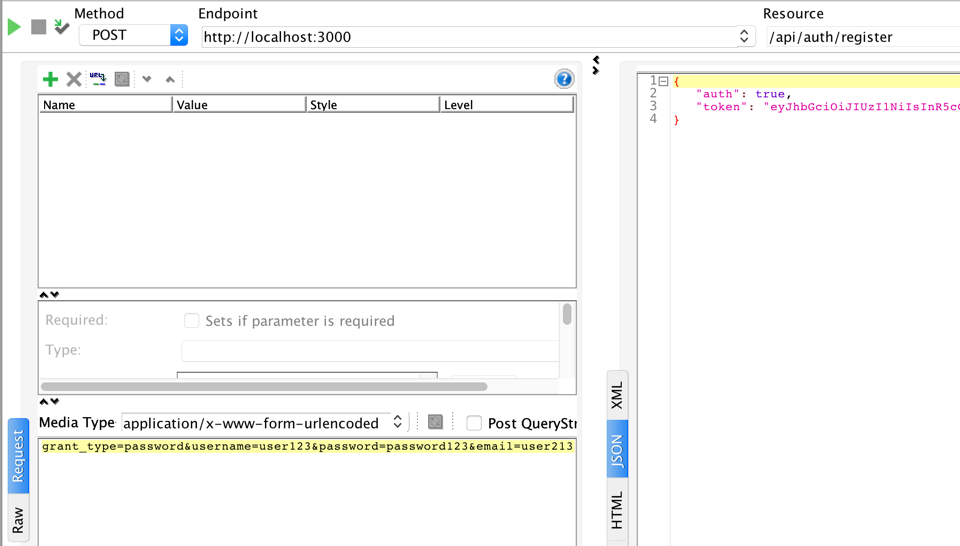 Method Endpoint Resource
POST http://localhost:3000 /api/auth/register
URL
?
Name Value Style Level
Required: Sets if parameter is required
Type:
Media Type application/x-www-form-urlencoded Post QueryStr
grant_type=password&username=user123&password=password123&email=user213
Request
Raw
1 {
2 "auth": true,
3 "token": "eyJhbGciOiJIUzI1NiIsInR5cC
4 }
XML
JSON
HTML